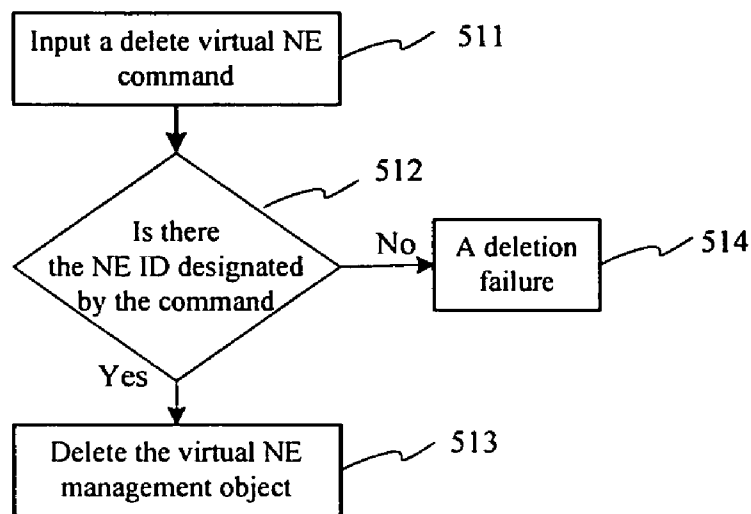 Input a delete virtual NE
command
511
512
Is there
the NE ID designated
by the command
No
A deletion
failure
514
Yes
Delete the virtual NE
management object
513